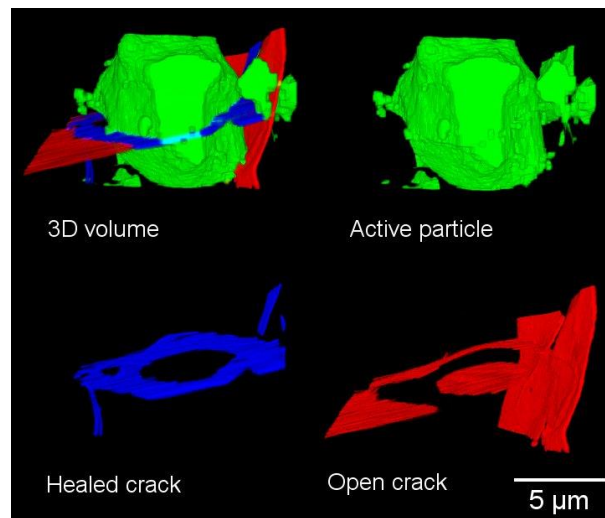 3D volume
Active particle
Healed crack
Open crack
5 µm